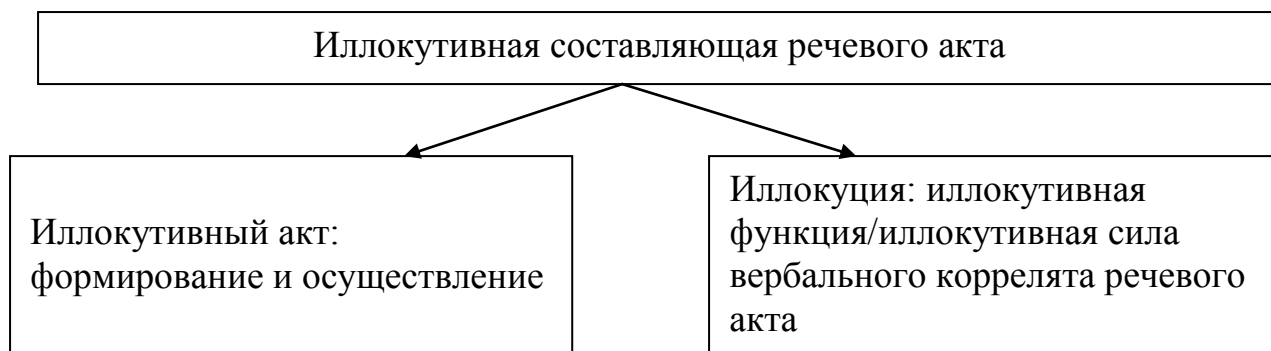 Иллокутивная составляющая речевого акта
Иллокутивный акт:
формирование и осуществление
Иллокуция: иллокутивная
функция/иллокутивная сила
вербального коррелята речевого
акта